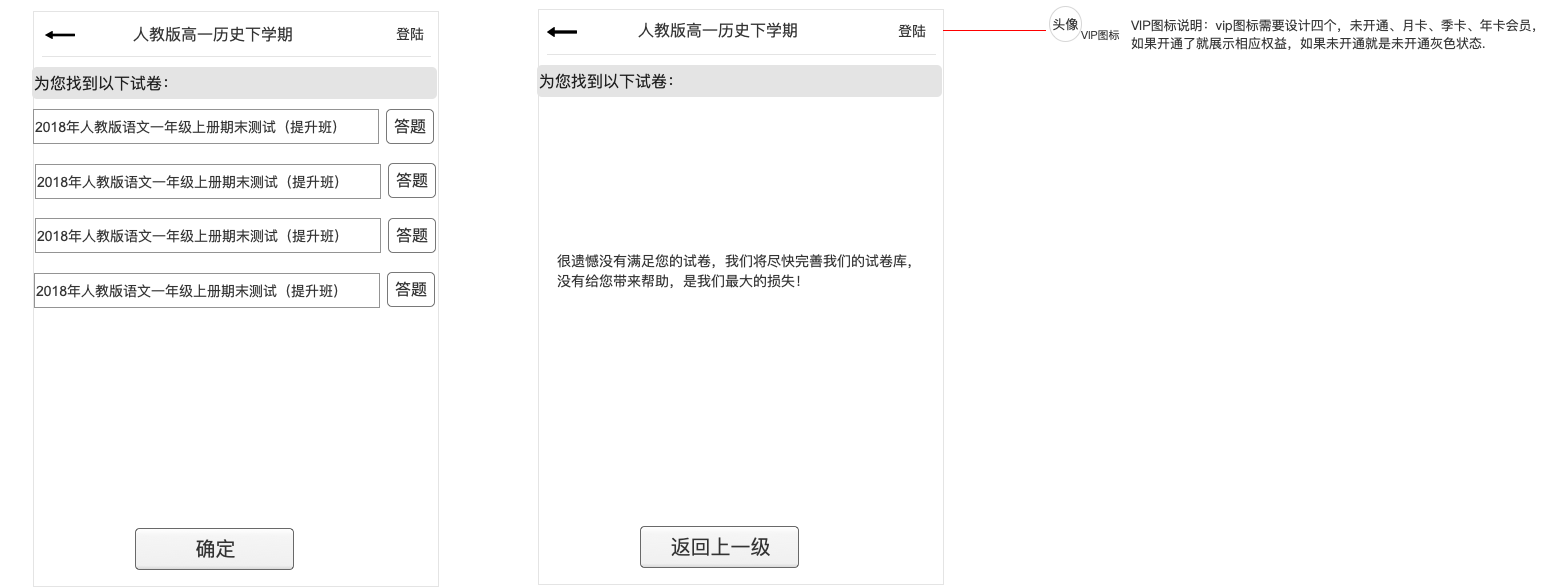 人教版高一历史下学期
登陆
为您找到以下试卷：
2018年人教版语文一年级上册期末测试（提升班）
答题
2018年人教版语文一年级上册期末测试（提升班）
答题
2018年人教版语文一年级上册期末测试（提升班）
答题
2018年人教版语文一年级上册期末测试（提升班）
答题
确定
人教版高一历史下学期
登陆
为您找到以下试卷：
很遗憾没有满足您的试卷，我们将尽快完善我们的试卷库，
没有给您带来帮助，是我们最大的损失！
返回上一级
头像
VIP图标
VIP图标说明：vip图标需要设计四个，未开通、月卡、季卡、年卡会员，
如果开通了就展示相应权益，如果未开通就是未开通灰色状态.